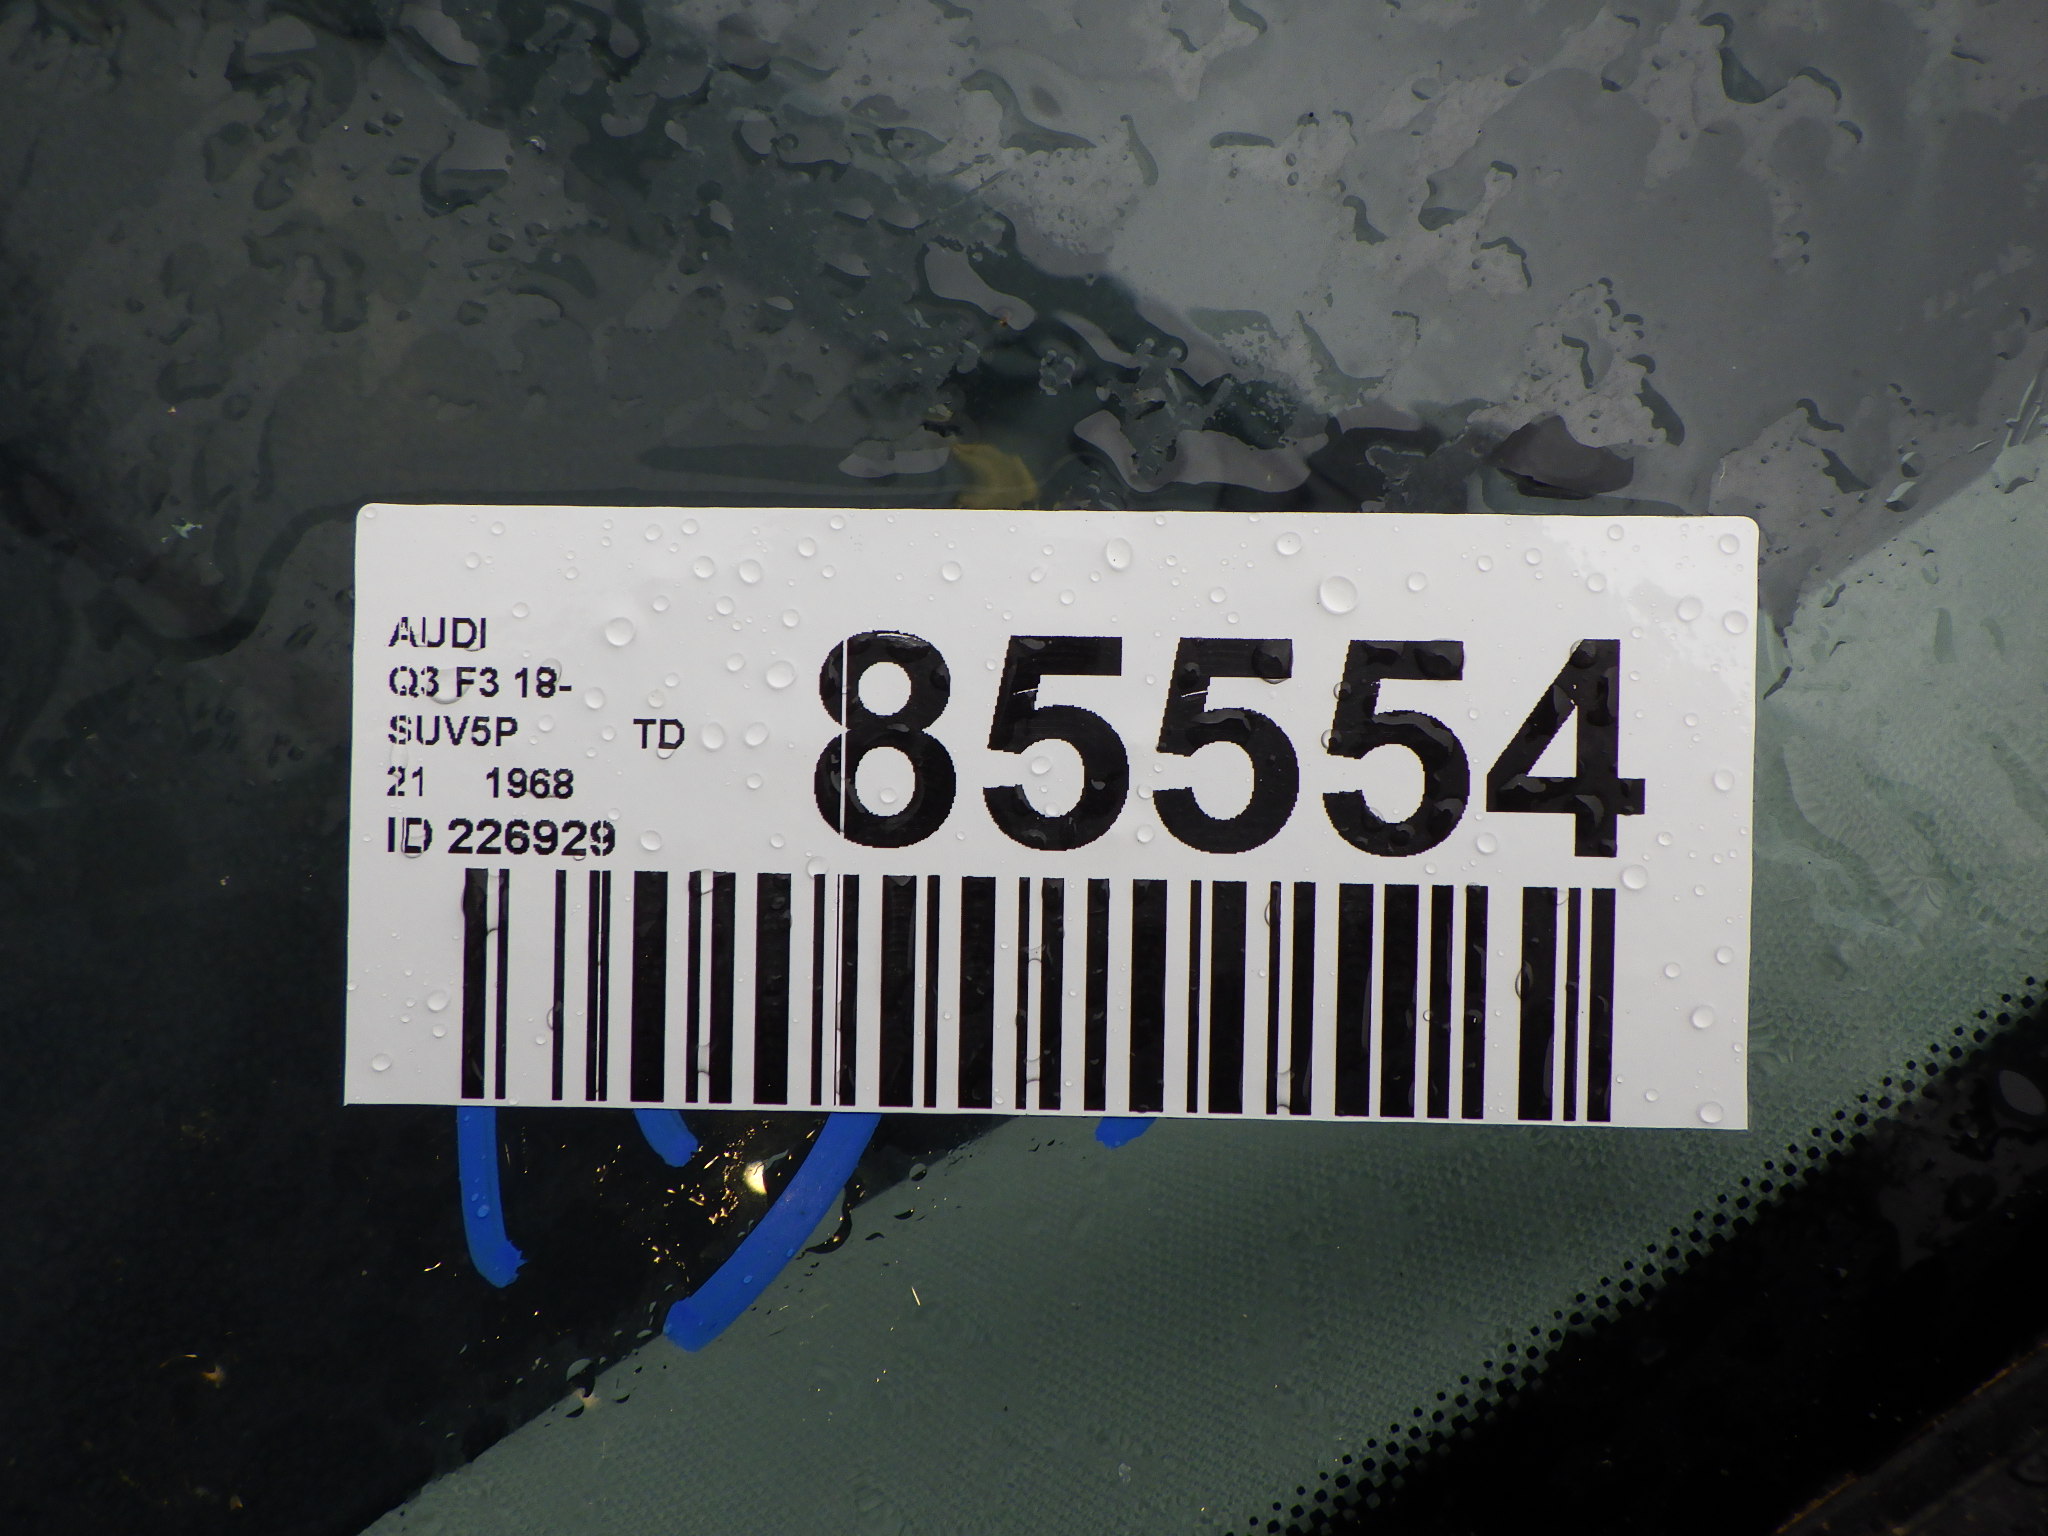 AUDI
Q3 F3 18-
SUV5P TD
21 1968
ID 226929
85554